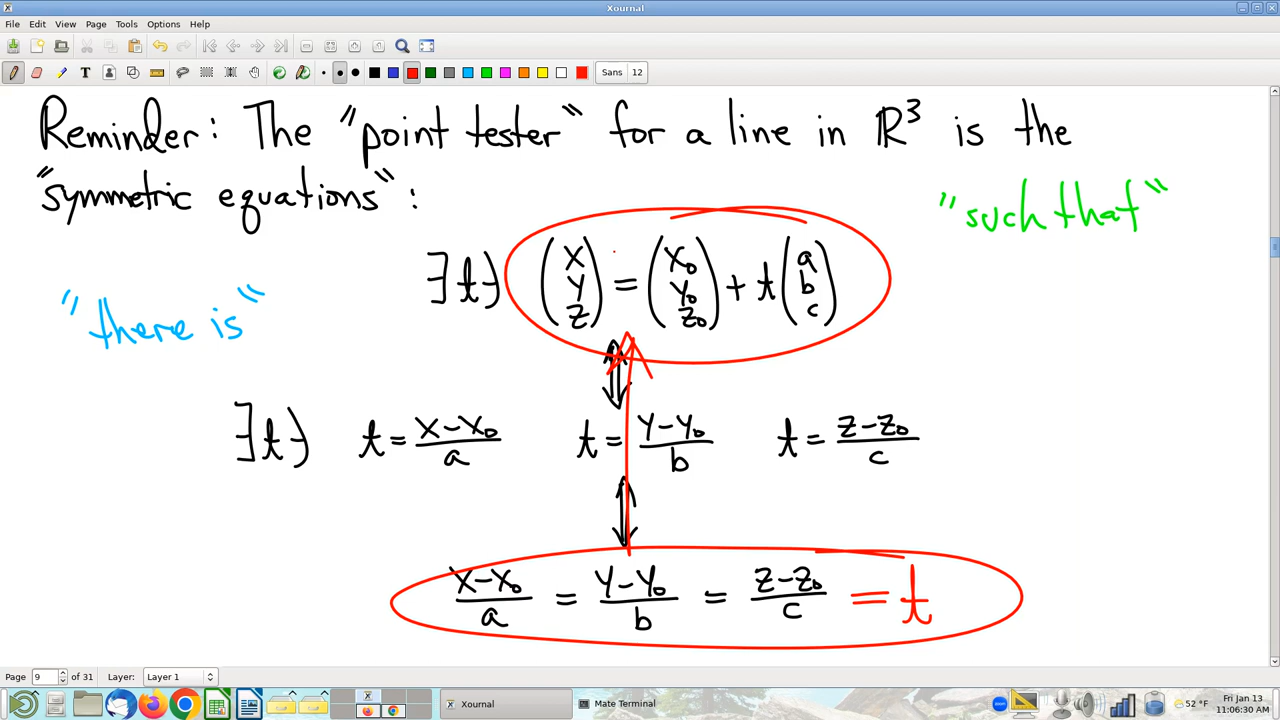 Xournal
File Edit View Page Tools Options Help
Sans 12
Reminder: The "point tester" for a line in ℝ³ is the
"symmetric equations":
"such that"
∃t∋ (x y z) = (x₀ y₀ z₀) + t(a b c)
"there is"
∃t∋ t = (x-x₀)/a t = (y-y₀)/b t = (z-z₀)/c
(x-x₀)/a = (y-y₀)/b = (z-z₀)/c = t
Page 9 of 31 Layer: Layer 1
Xournal Mate Terminal 52 °F Fri Jan 13
11:06:30 AM